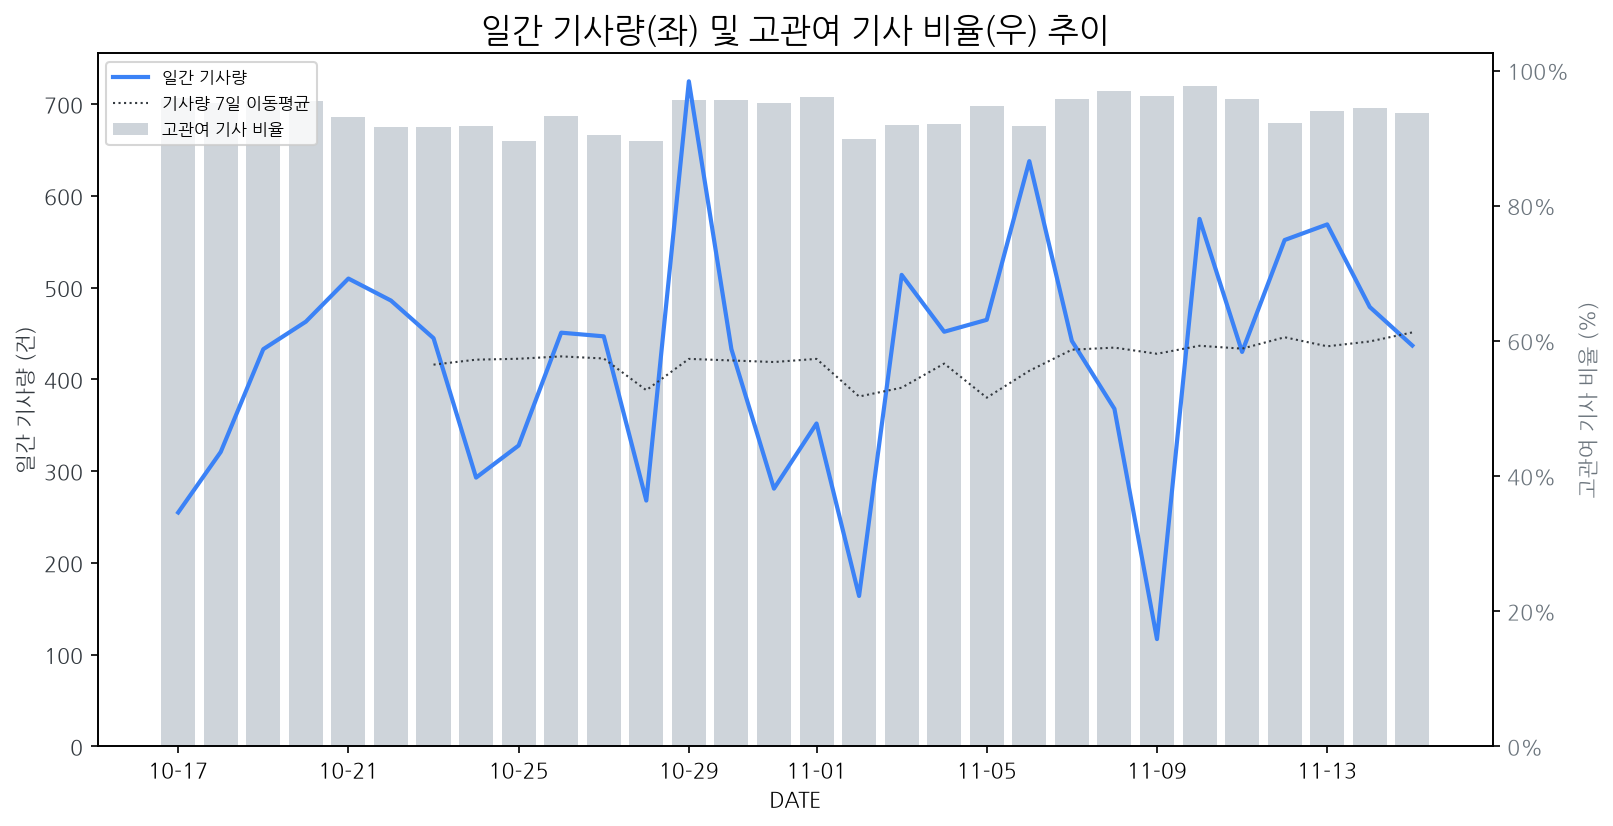 일간 기사량(좌) 및 고관여 기사 비율(우) 추이
일간 기사량
기사량 7일 이동평균
고관여 기사 비율
일간 기사량 (건)
700
600
500
400
300
200
100
0
100%
80%
60%
40%
20%
0%
고관여 기사 비율 (%)
10-17 10-21 10-25 10-29 11-01 11-05 11-09 11-13
DATE